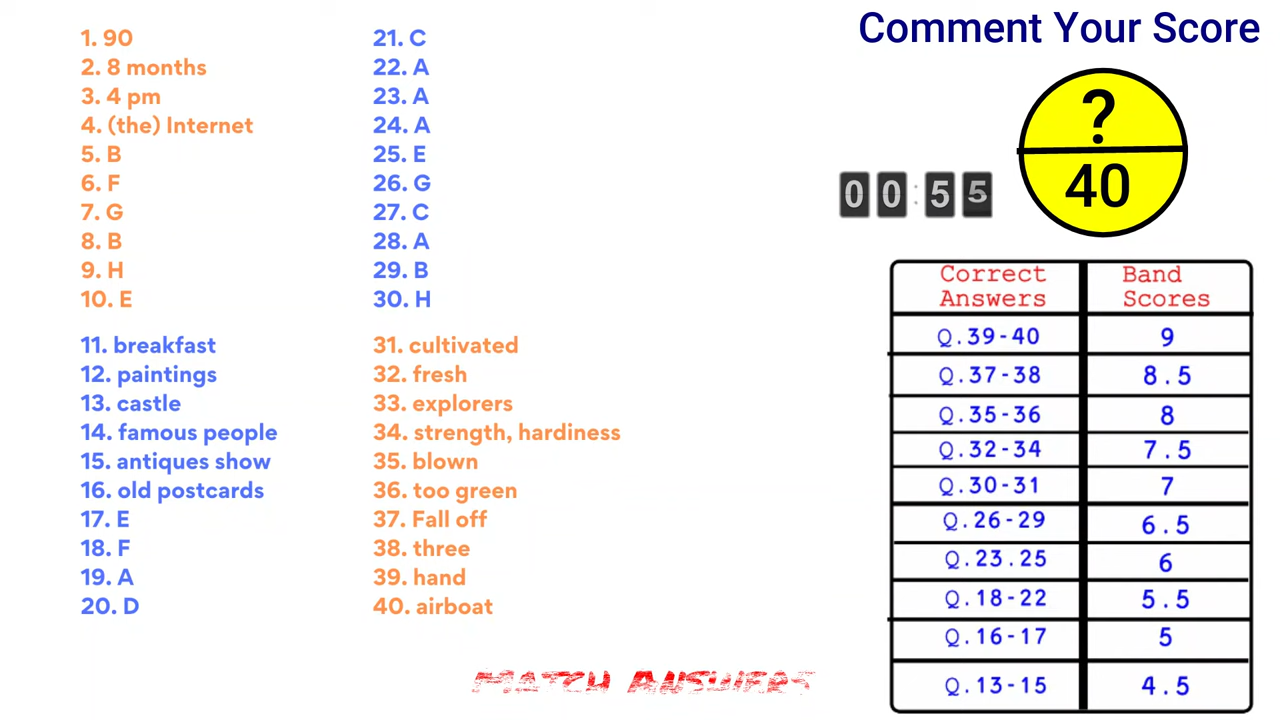 1. 90
2. 8 months
3. 4 pm
4. (the) Internet
5. B
6. F
7. G
8. B
9. H
10. E
11. breakfast
12. paintings
13. castle
14. famous people
15. antiques show
16. old postcards
17. E
18. F
19. A
20. D
21. C
22. A
23. A
24. A
25. E
26. G
27. C
28. A
29. B
30. H
31. cultivated
32. fresh
33. explorers
34. strength, hardiness
35. blown
36. too green
37. Fall off
38. three
39. hand
40. airboat
MATCH ANSWERS
Comment Your Score
?
40
00:55
Correct Answers Band Scores
Q.39-40 9
Q.37-38 8.5
Q.35-36 8
Q.32-34 7.5
Q.30-31 7
Q.26-29 6.5
Q.23.25 6
Q.18-22 5.5
Q.16-17 5
Q.13-15 4.5